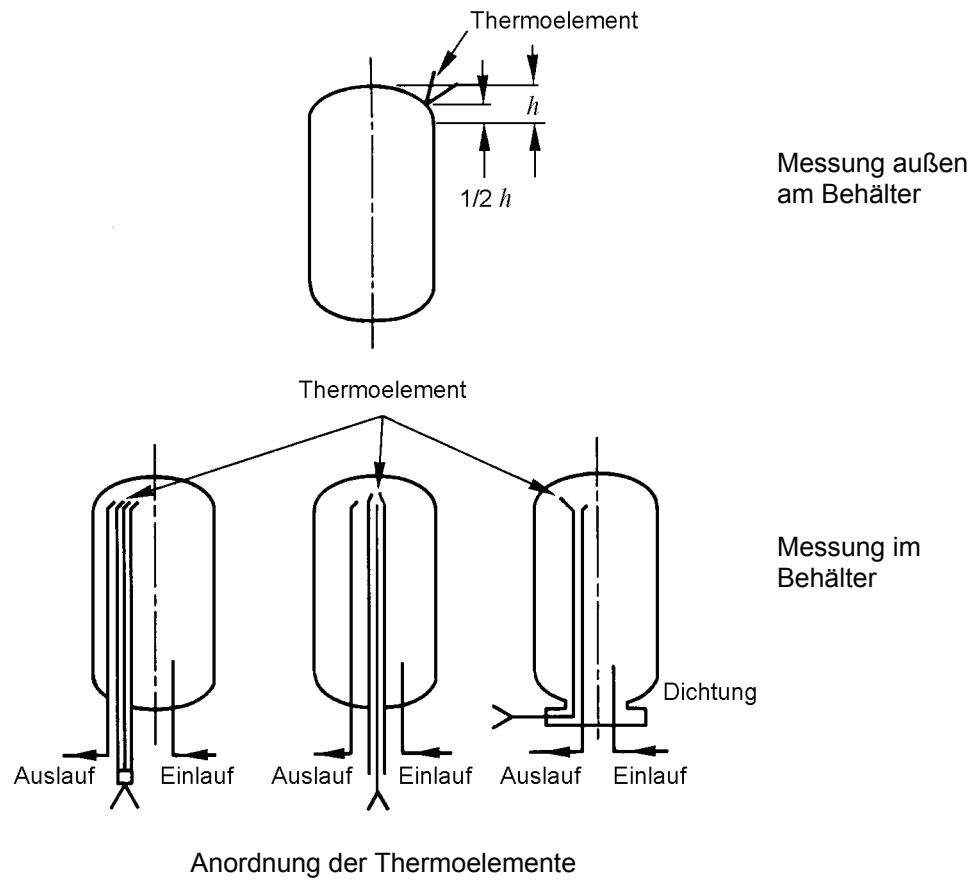 Thermoelement
h
1/2 h
Messung außen
am Behälter
Thermoelement
Messung im
Behälter
Dichtung
Auslauf
Einlauf
Auslauf
Einlauf
Auslauf
Einlauf
Anordnung der Thermoelemente